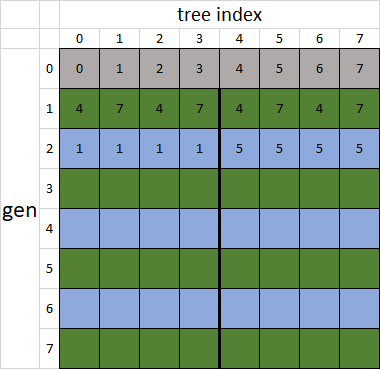 tree index
0 1 2 3 4 5 6 7
0 0 1 2 3 4 5 6 7
1 4 7 4 7 4 7 4 7
2 1 1 1 1 5 5 5 5
3
gen 4
5
6
7